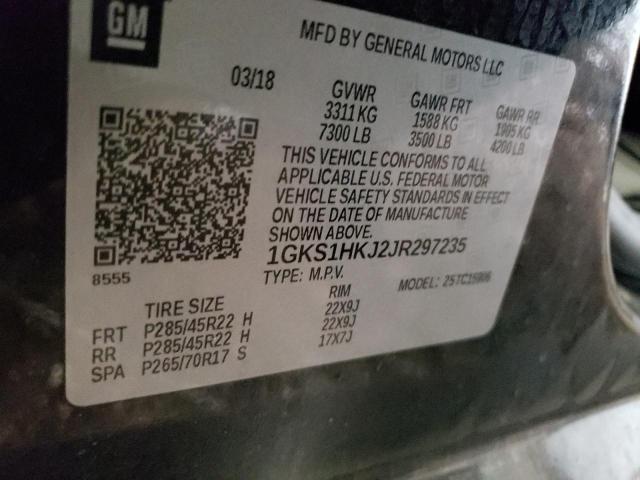 GM
MFD BY GENERAL MOTORS LLC
03/18
GVWR GAWR FRT GAWR RR
3311 KG 1588 KG 1905 KG
7300 LB 3500 LB 4200 LB
THIS VEHICLE CONFORMS TO ALL
APPLICABLE U.S. FEDERAL MOTOR
VEHICLE SAFETY STANDARDS IN EFFECT
ON THE DATE OF MANUFACTURE
SHOWN ABOVE.
1GKS1HKJ2JR297235
8555
TYPE: M.P.V. MODEL: 2STC15906
TIRE SIZE RIM
FRT P285/45R22 H 22X9J
RR P285/45R22 H 22X9J
SPA P265/70R17 S 17X7J